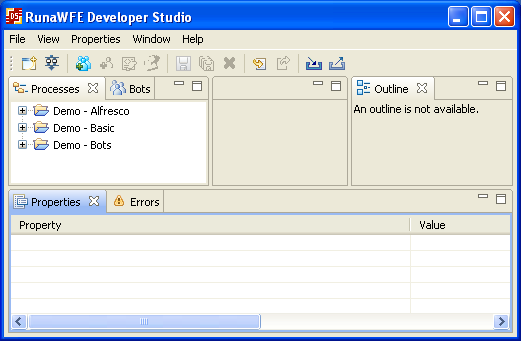 RunaWFE Developer Studio
File View Properties Window Help
Processes Bots
Outline
Demo - Alfresco
Demo - Basic
Demo - Bots
An outline is not available.
Properties Errors
Property Value